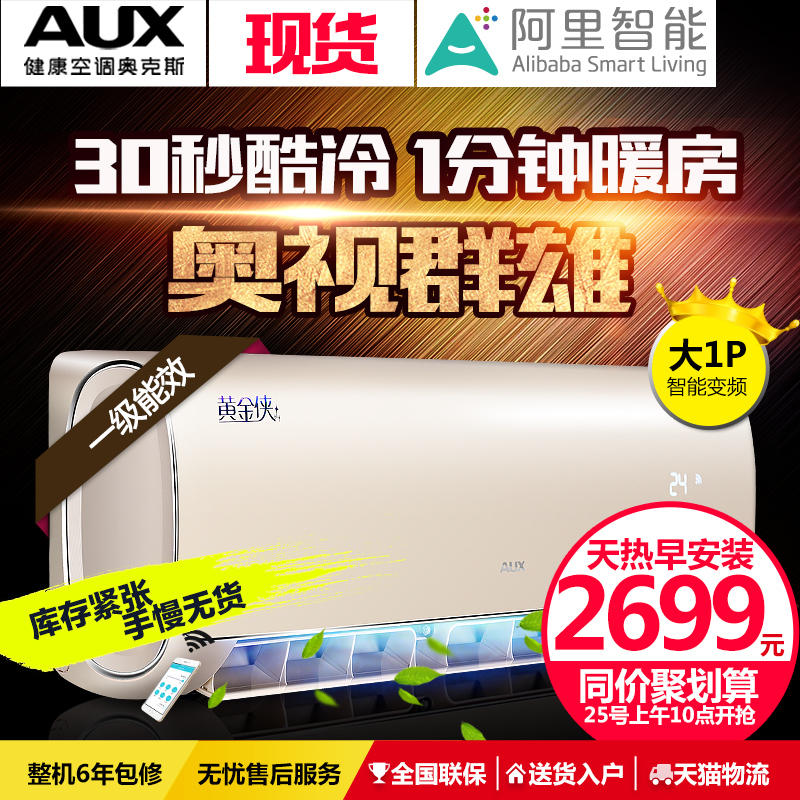 AUX
健康空调奥克斯
现货
阿里智能
Alibaba Smart Living
30秒酷冷 1分钟暖房
奥视群雄
大1P
智能变频
一级能效
黄金侠
24
AUX
库存紧张
手慢无货
天热早安装
2699元
同价聚划算
25号上午10点开抢
整机6年包修
无忧售后服务
全国联保
送货入户
天猫物流